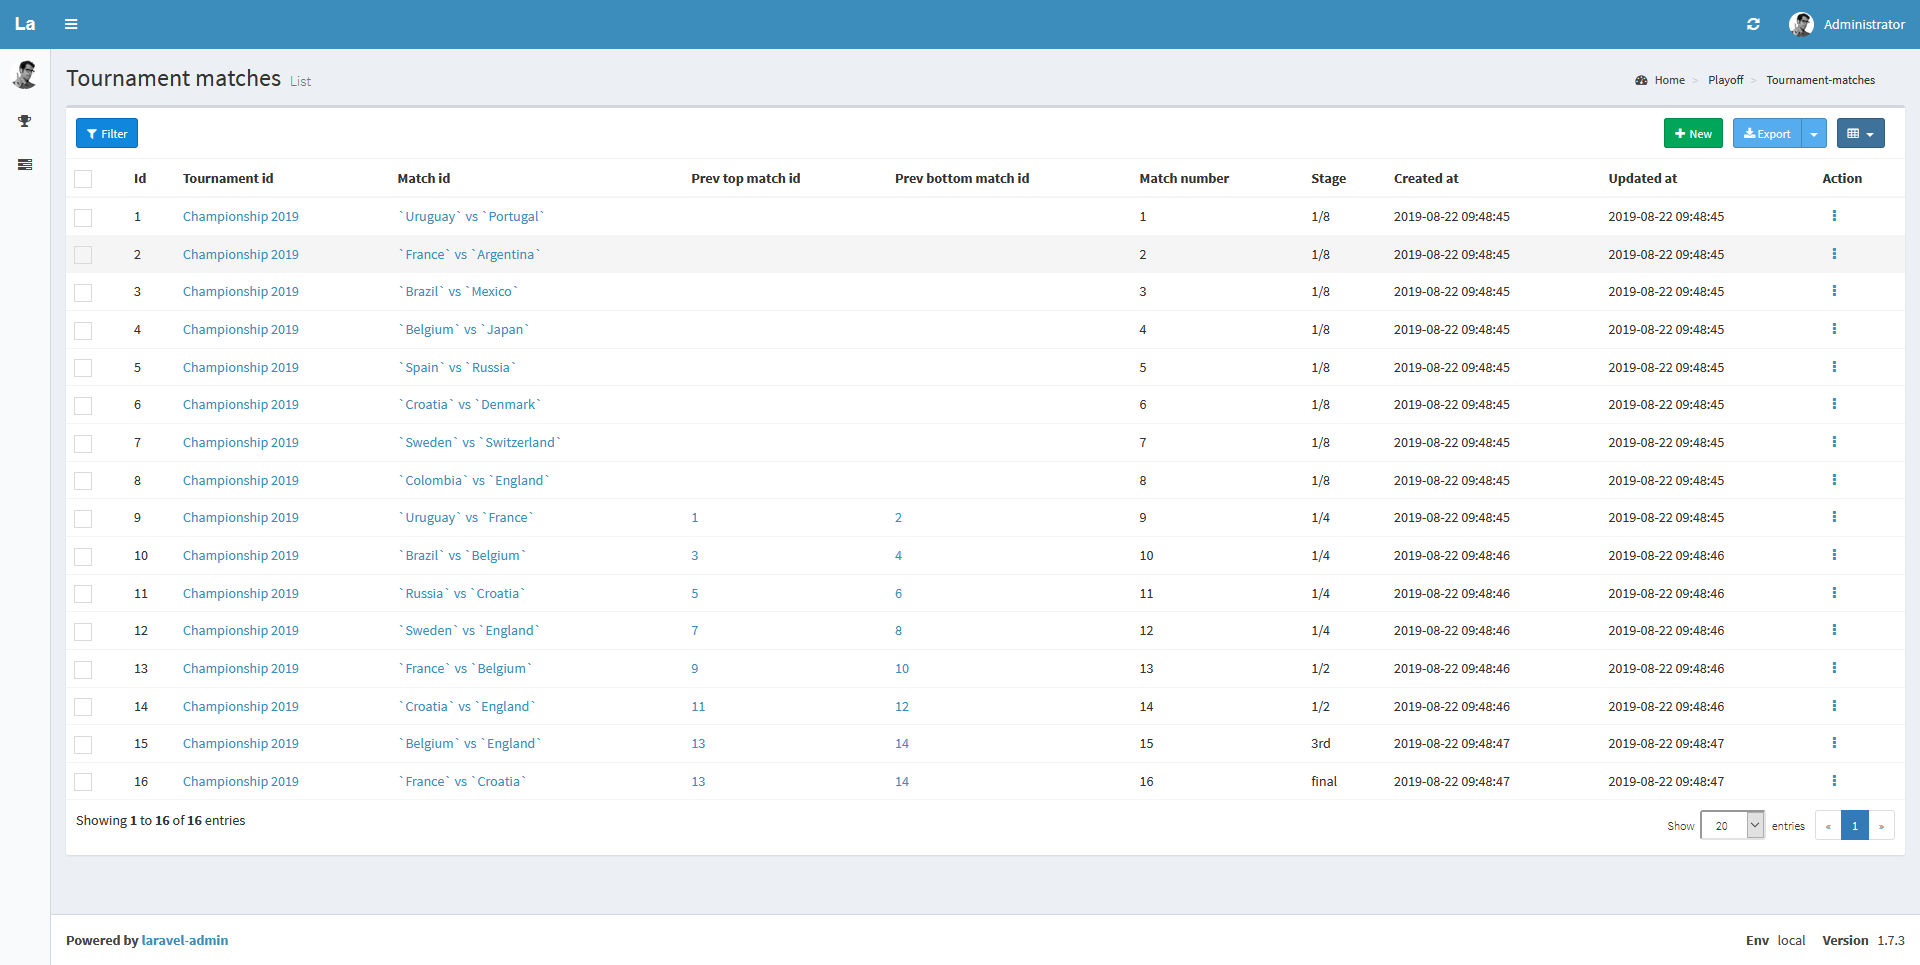 La Administrator
Tournament matches List Home > Playoff > Tournament-matches
Filter New Export
Id Tournament id Match id Prev top match id Prev bottom match id Match number Stage Created at Updated at Action
1 Championship 2019 `Uruguay` vs `Portugal` 1 1/8 2019-08-22 09:48:45 2019-08-22 09:48:45
2 Championship 2019 `France` vs `Argentina` 2 1/8 2019-08-22 09:48:45 2019-08-22 09:48:45
3 Championship 2019 `Brazil` vs `Mexico` 3 1/8 2019-08-22 09:48:45 2019-08-22 09:48:45
4 Championship 2019 `Belgium` vs `Japan` 4 1/8 2019-08-22 09:48:45 2019-08-22 09:48:45
5 Championship 2019 `Spain` vs `Russia` 5 1/8 2019-08-22 09:48:45 2019-08-22 09:48:45
6 Championship 2019 `Croatia` vs `Denmark` 6 1/8 2019-08-22 09:48:45 2019-08-22 09:48:45
7 Championship 2019 `Sweden` vs `Switzerland` 7 1/8 2019-08-22 09:48:45 2019-08-22 09:48:45
8 Championship 2019 `Colombia` vs `England` 8 1/8 2019-08-22 09:48:45 2019-08-22 09:48:45
9 Championship 2019 `Uruguay` vs `France` 1 2 9 1/4 2019-08-22 09:48:45 2019-08-22 09:48:45
10 Championship 2019 `Brazil` vs `Belgium` 3 4 10 1/4 2019-08-22 09:48:46 2019-08-22 09:48:46
11 Championship 2019 `Russia` vs `Croatia` 5 6 11 1/4 2019-08-22 09:48:46 2019-08-22 09:48:46
12 Championship 2019 `Sweden` vs `England` 7 8 12 1/4 2019-08-22 09:48:46 2019-08-22 09:48:46
13 Championship 2019 `France` vs `Belgium` 9 10 13 1/2 2019-08-22 09:48:46 2019-08-22 09:48:46
14 Championship 2019 `Croatia` vs `England` 11 12 14 1/2 2019-08-22 09:48:46 2019-08-22 09:48:46
15 Championship 2019 `Belgium` vs `England` 13 14 15 3rd 2019-08-22 09:48:47 2019-08-22 09:48:47
16 Championship 2019 `France` vs `Croatia` 13 14 16 final 2019-08-22 09:48:47 2019-08-22 09:48:47
Showing 1 to 16 of 16 entries Show 20 entries « 1 »
Powered by laravel-admin Env local Version 1.7.3